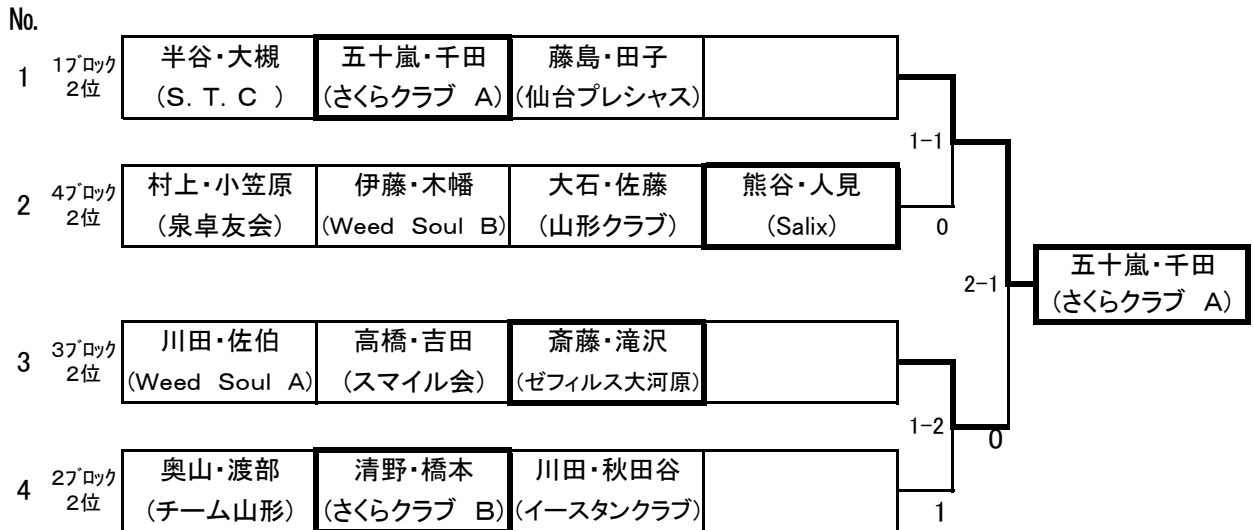 No.
1 1ブロック 2位 半谷・大槻 五十嵐・千田 藤島・田子
(S. T. C ) (さくらクラブ A) (仙台プレシャス)
1-1
2 4ブロック 2位 村上・小笠原 伊藤・木幡 大石・佐藤 熊谷・人見
(泉卓友会) (Weed Soul B) (山形クラブ) (Salix)
0
2-1
五十嵐・千田
(さくらクラブ A)
3 3ブロック 2位 川田・佐伯 高橋・吉田 斎藤・滝沢
(Weed Soul A) (スマイル会) (ゼフィルス大河原)
1-2
0
4 2ブロック 2位 奥山・渡部 清野・橋本 川田・秋田谷
(チーム山形) (さくらクラブ B) (イースタンクラブ)
1